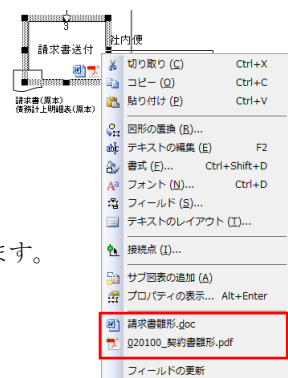 3
請求書送付
社内便
請求書(原本)
債務計上明細表(原本)
ます。
切り取り (C) Ctrl+X
コピー (O) Ctrl+C
貼り付け (P) Ctrl+V
図形の置換 (R)...
テキストの編集 (E) F2
書式 (F)... Ctrl+Shift+D
フォント (N)... Ctrl+D
フィールド (S)...
テキストのレイアウト (T)...
接続点 (I)...
サブ図表の追加 (A)
プロパティの表示... Alt+Enter
請求書雛形.doc
020100_契約書雛形.pdf
フィールドの更新